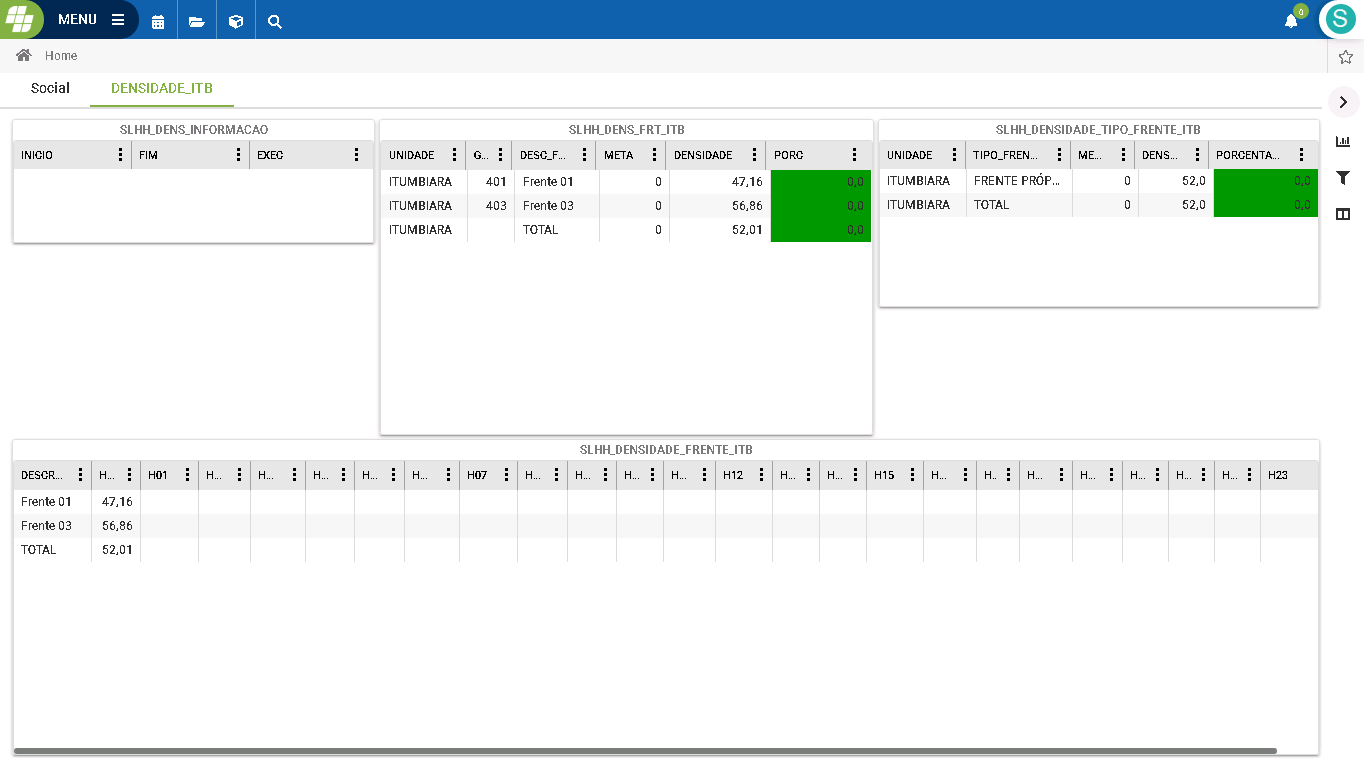 MENU
0
S
Home
Social DENSIDADE_ITB
SLHH_DENS_INFORMACAO
INICIO FIM EXEC
SLHH_DENS_FRT_ITB
UNIDADE G... DESC_F... META DENSIDADE PORC
ITUMBIARA 401 Frente 01 0 47,16 0,0
ITUMBIARA 403 Frente 03 0 56,86 0,0
ITUMBIARA TOTAL 0 52,01 0,0
SLHH_DENSIDADE_TIPO_FRENTE_ITB
UNIDADE TIPO_FREN... ME... DENS... PORCENTA...
ITUMBIARA FRENTE PRÓP... 0 52,0 0,0
ITUMBIARA TOTAL 0 52,0 0,0
SLHH_DENSIDADE_FRENTE_ITB
DESCR... H... H01 H... H... H... H... H... H07 H... H... H... H... H12 H... H... H15 H... H.. H... H... H... H... H... H23
Frente 01 47,16
Frente 03 56,86
TOTAL 52,01